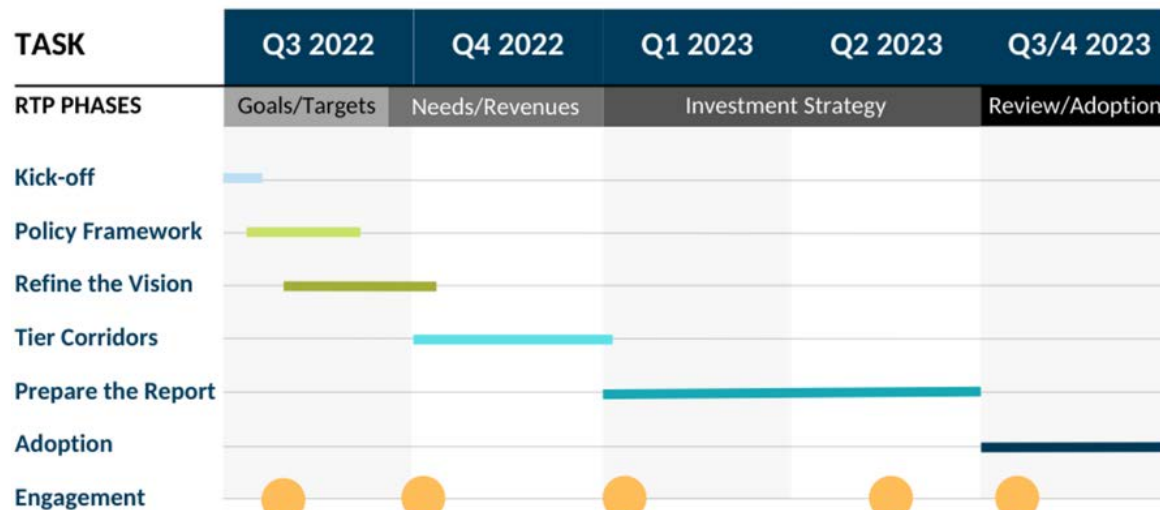 TASK Q3 2022 Q4 2022 Q1 2023 Q2 2023 Q3/4 2023
RTP PHASES Goals/Targets Needs/Revenues Investment Strategy Review/Adoption
Kick-off
Policy Framework
Refine the Vision
Tier Corridors
Prepare the Report
Adoption
Engagement